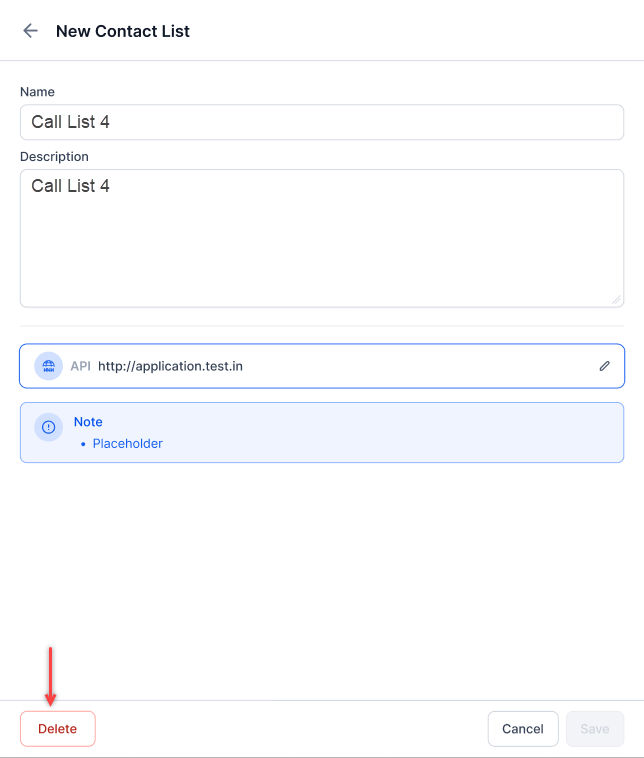 New Contact List
Name
Call List 4
Description
Call List 4
API http://application.test.in
Note
• Placeholder
Delete Cancel Save